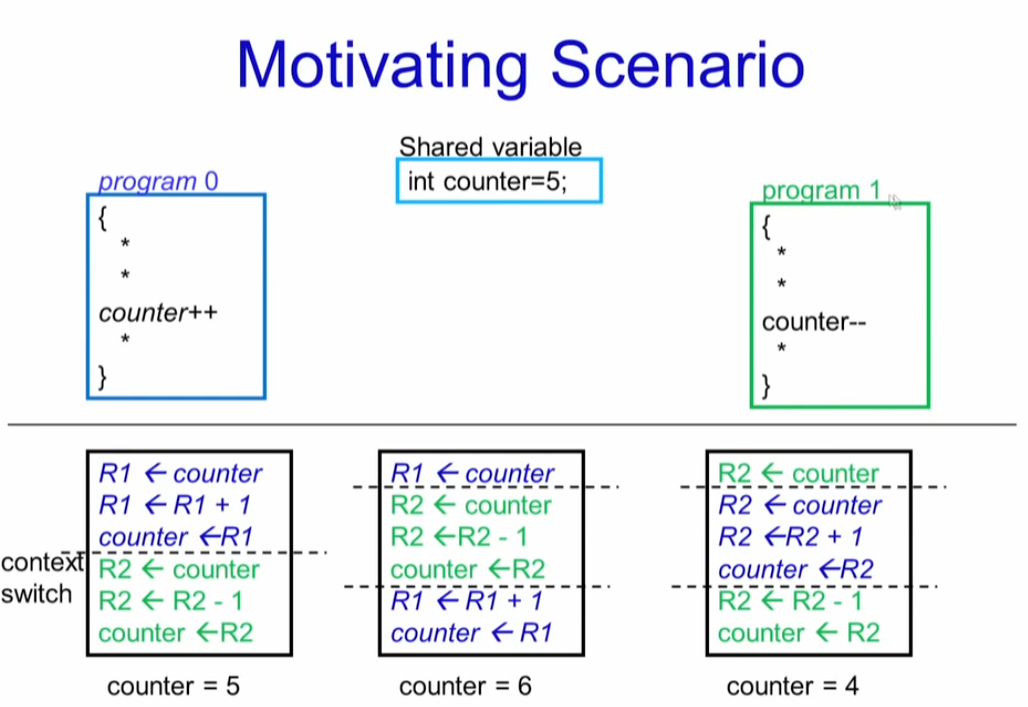 Motivating Scenario
Shared variable
int counter=5;
program 0
{
*
*
counter++
*
}
program 1
{
*
*
counter--
*
}
context
switch
R1 ← counter
R1 ← R1 + 1
counter ←R1
R2 ← counter
R2 ← R2 - 1
counter ←R2
counter = 5
R1 ← counter
R2 ← counter
R2 ←R2 - 1
counter ←R2
R1 ← R1 + 1
counter ← R1
counter = 6
R2 ← counter
R2 ← counter
R2 ←R2 + 1
counter ←R2
R2 ← R2 - 1
counter ← R2
counter = 4